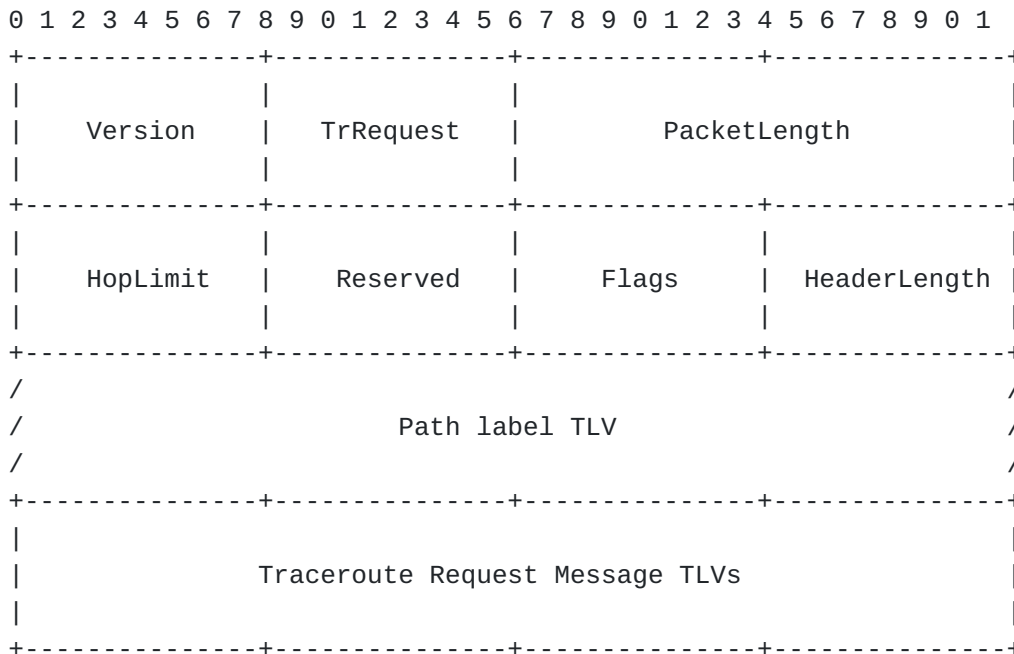 0 1 2 3 4 5 6 7 8 9 0 1 2 3 4 5 6 7 8 9 0 1 2 3 4 5 6 7 8 9 0 1
Version TrRequest PacketLength
HopLimit Reserved Flags HeaderLength
Path label TLV
Traceroute Request Message TLVs